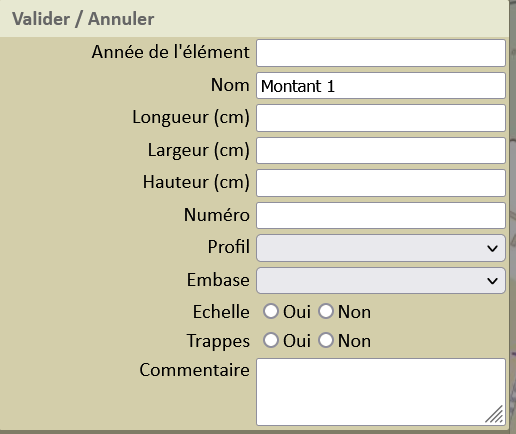 Valider / Annuler
Année de l'élément
Nom Montant 1
Longueur (cm)
Largeur (cm)
Hauteur (cm)
Numéro
Profil
Embase
Echelle Oui Non
Trappes Oui Non
Commentaire